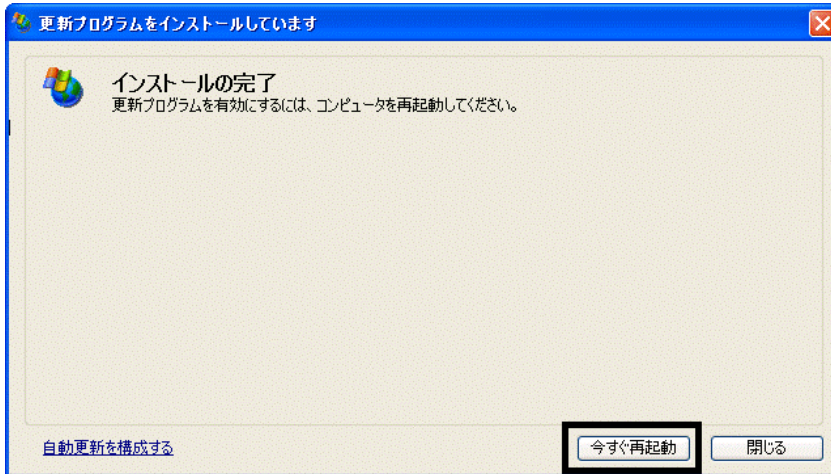 更新プログラムをインストールしています
インストールの完了
更新プログラムを有効にするには、コンピュータを再起動してください。
自動更新を構成する
今すぐ再起動
閉じる